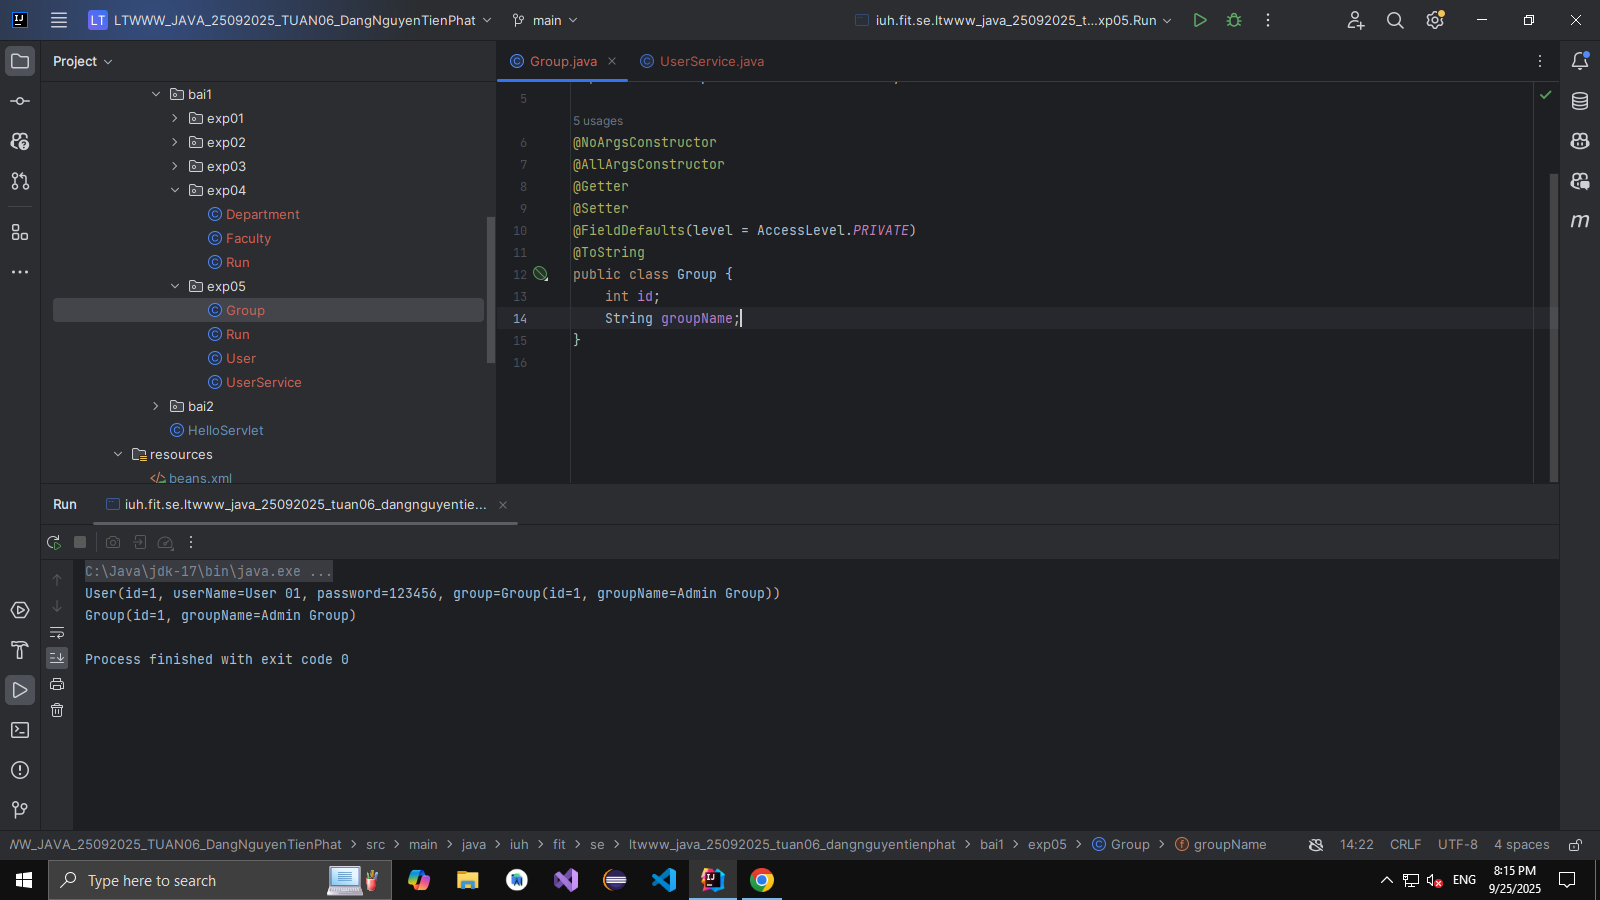 LT LTWWW_JAVA_25092025_TUAN06_DangNguyenTienPhat main iuh.fit.se.ltwww_java_25092025_t...xp05.Run
Project
bai1
exp01
exp02
exp03
exp04
Department
Faculty
Run
exp05
Group
Run
User
UserService
bai2
HelloServlet
resources
beans.xml
Group.java UserService.java
5
5 usages
6 @NoArgsConstructor
7 @AllArgsConstructor
8 @Getter
9 @Setter
10 @FieldDefaults(level = AccessLevel.PRIVATE)
11 @ToString
12 public class Group {
13 int id;
14 String groupName;
15 }
16
Run iuh.fit.se.ltwww_java_25092025_tuan06_dangnguyentie...
C:\Java\jdk-17\bin\java.exe ...
User(id=1, userName=User 01, password=123456, group=Group(id=1, groupName=Admin Group))
Group(id=1, groupName=Admin Group)
Process finished with exit code 0
WW_JAVA_25092025_TUAN06_DangNguyenTienPhat > src > main > java > iuh > fit > se > ltwww_java_25092025_tuan06_dangnguyentienphat > bai1 > exp05 > Group > groupName 14:22 CRLF UTF-8 4 spaces
Type here to search
ENG
8:15 PM
9/25/2025